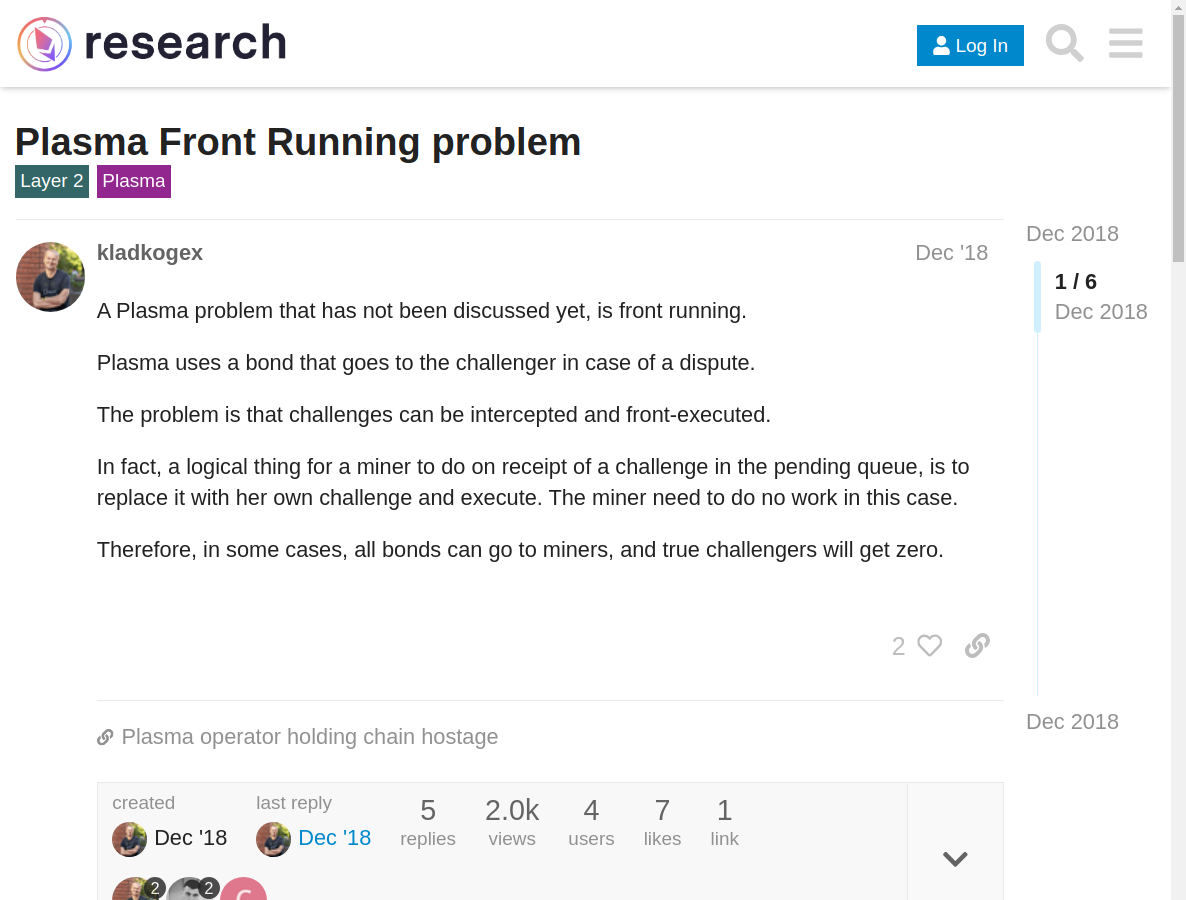 research
Log In
Plasma Front Running problem
Layer 2 Plasma
Dec 2018
kladkogex Dec '18
1 / 6
Dec 2018
A Plasma problem that has not been discussed yet, is front running.
Plasma uses a bond that goes to the challenger in case of a dispute.
The problem is that challenges can be intercepted and front-executed.
In fact, a logical thing for a miner to do on receipt of a challenge in the pending queue, is to
replace it with her own challenge and execute. The miner need to do no work in this case.
Therefore, in some cases, all bonds can go to miners, and true challengers will get zero.
2
Dec 2018
Plasma operator holding chain hostage
created last reply 5 2.0k 4 7 1
Dec '18 Dec '18 replies views users likes link
2 2